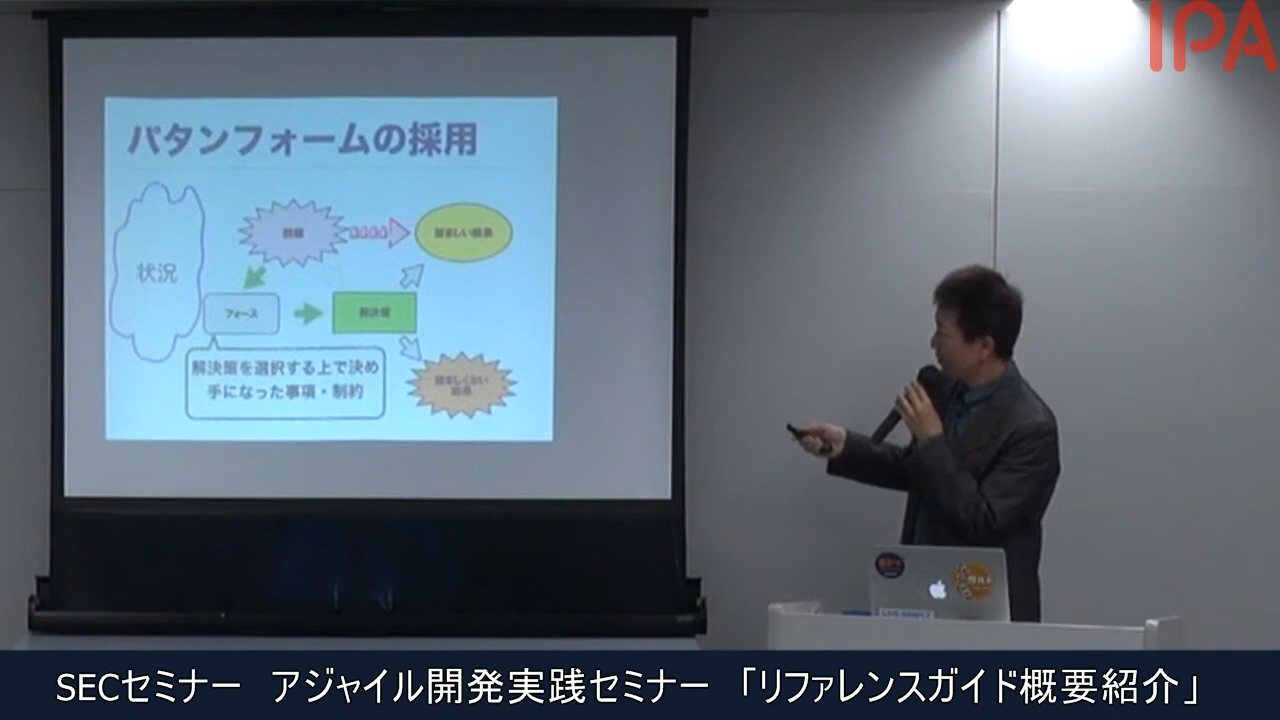 IPA
パタンフォームの採用
状況
問題
望ましい結果
フォース
解決策
解決策を選択する上で決め
手になった事項・制約
望ましくない
結果
SECセミナー　アジャイル開発実践セミナー　「リファレンスガイド概要紹介」